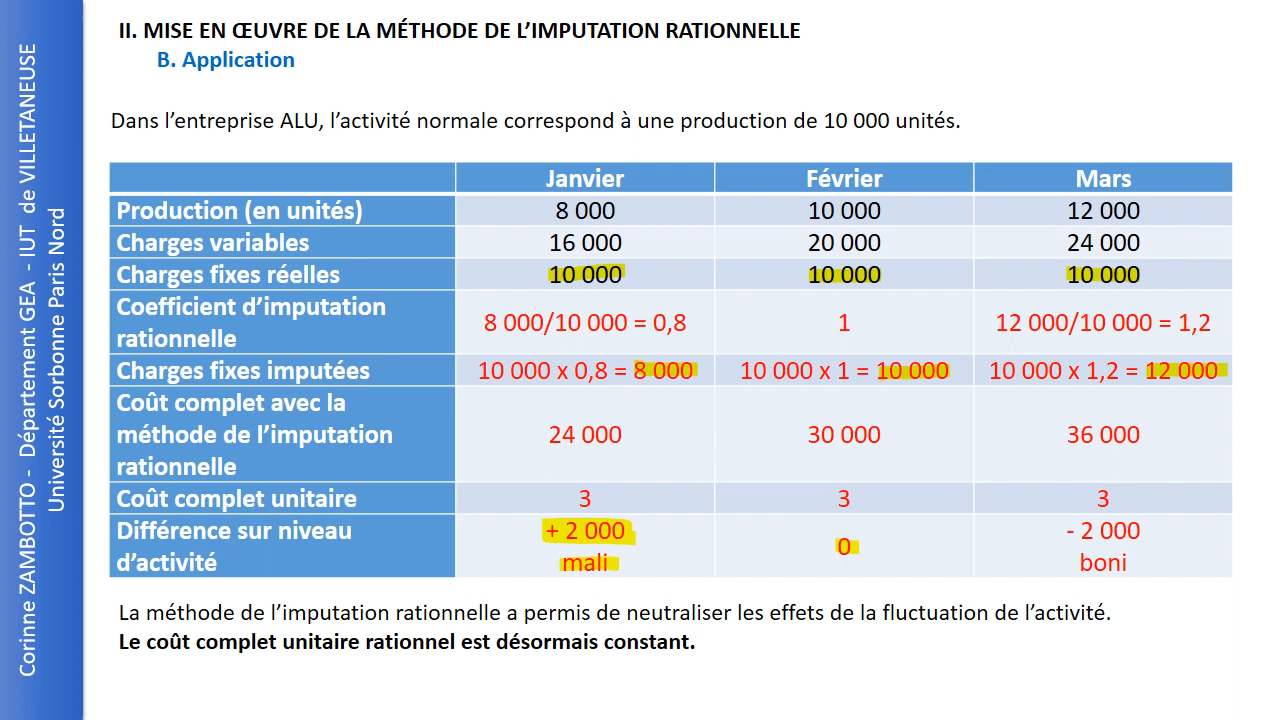 Corinne ZAMBOTTO - Département GEA - IUT de VILLETANEUSE
Université Sorbonne Paris Nord
II. MISE EN ŒUVRE DE LA MÉTHODE DE L’IMPUTATION RATIONNELLE
B. Application
Dans l’entreprise ALU, l’activité normale correspond à une production de 10 000 unités.
Janvier Février Mars
Production (en unités) 8 000 10 000 12 000
Charges variables 16 000 20 000 24 000
Charges fixes réelles 10 000 10 000 10 000
Coefficient d’imputation
rationnelle 8 000/10 000 = 0,8 1 12 000/10 000 = 1,2
Charges fixes imputées 10 000 x 0,8 = 8 000 10 000 x 1 = 10 000 10 000 x 1,2 = 12 000
Coût complet avec la
méthode de l’imputation 24 000 30 000 36 000
rationnelle
Coût complet unitaire 3 3 3
Différence sur niveau + 2 000 0 - 2 000
d’activité mali boni
La méthode de l’imputation rationnelle a permis de neutraliser les effets de la fluctuation de l’activité.
Le coût complet unitaire rationnel est désormais constant.